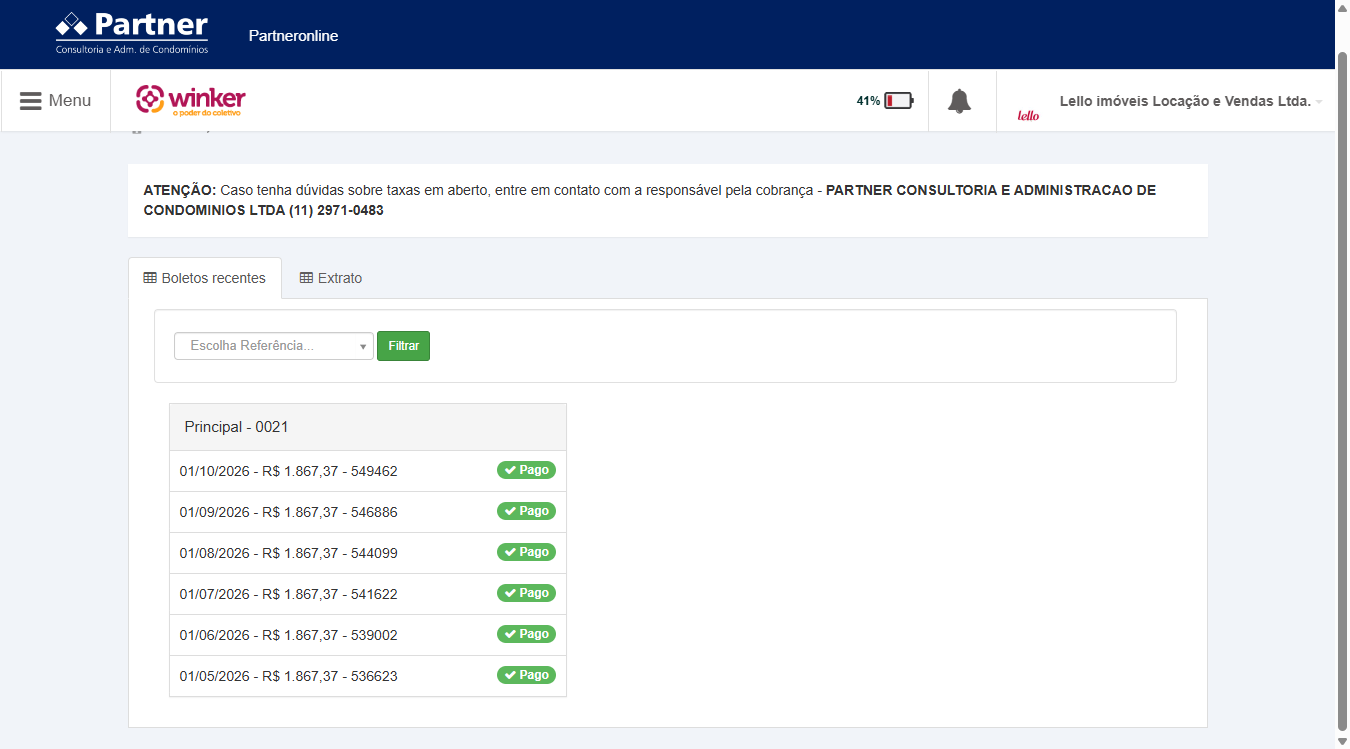 Partner
Consultoria e Adm. de Condomínios
Partneronline
Menu
winker
o poder do coletivo
41%
lello
Lello imóveis Locação e Vendas Ltda.
ATENÇÃO: Caso tenha dúvidas sobre taxas em aberto, entre em contato com a responsável pela cobrança - PARTNER CONSULTORIA E ADMINISTRACAO DE
CONDOMINIOS LTDA (11) 2971-0483
Boletos recentes
Extrato
Escolha Referência...
Filtrar
Principal - 0021
01/10/2026 - R$ 1.867,37 - 549462 Pago
01/09/2026 - R$ 1.867,37 - 546886 Pago
01/08/2026 - R$ 1.867,37 - 544099 Pago
01/07/2026 - R$ 1.867,37 - 541622 Pago
01/06/2026 - R$ 1.867,37 - 539002 Pago
01/05/2026 - R$ 1.867,37 - 536623 Pago